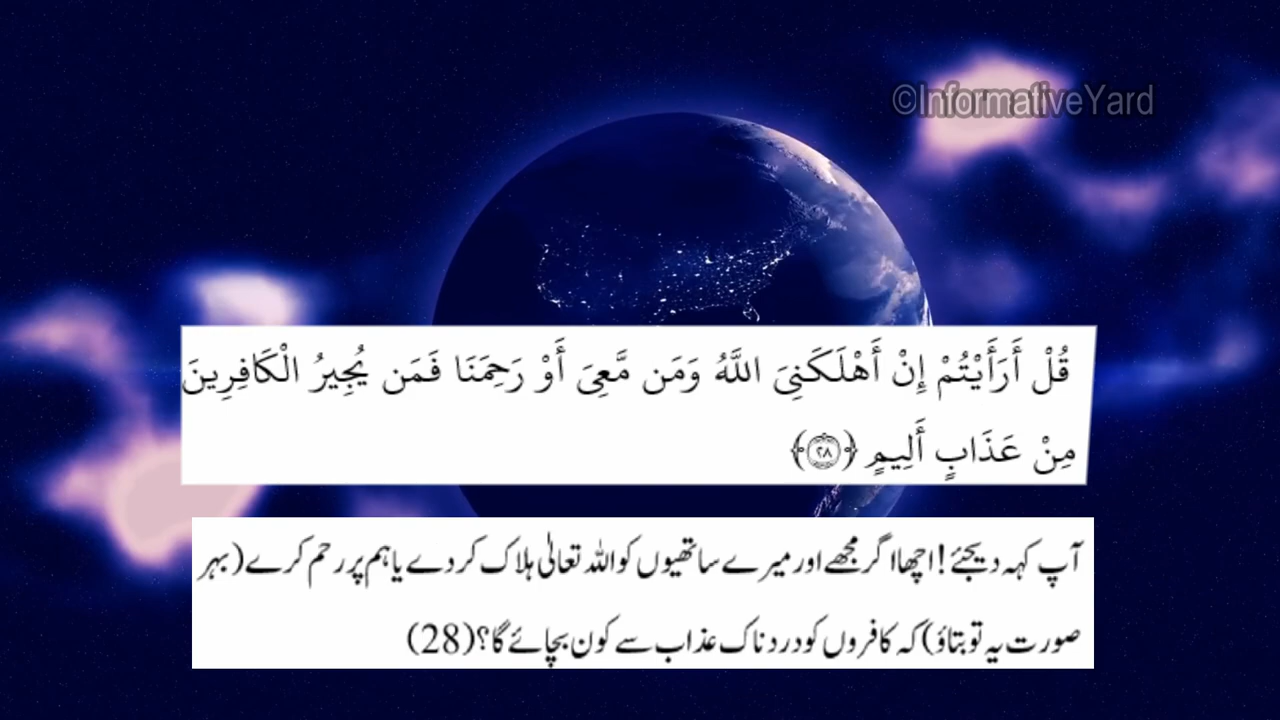 ©InformativeYard
قُلْ أَرَأَيْتُمْ إِنْ أَهْلَكَنِىَ اللَّهُ وَمَن مَّعِىَ أَوْ رَحِمَنَا فَمَن يُجِيرُ الْكَافِرِينَ
مِنْ عَذَابٍ أَلِيمٍ ﴿٢٨﴾
آپ کہہ دیجئے! اچھا اگر مجھے اور میرے ساتھیوں کو اللہ تعالیٰ ہلاک کردے یا ہم پر رحم کرے (بہر
صورت یہ تو بتاؤ) کہ کافروں کو دردناک عذاب سے کون بچائے گا؟ (28)